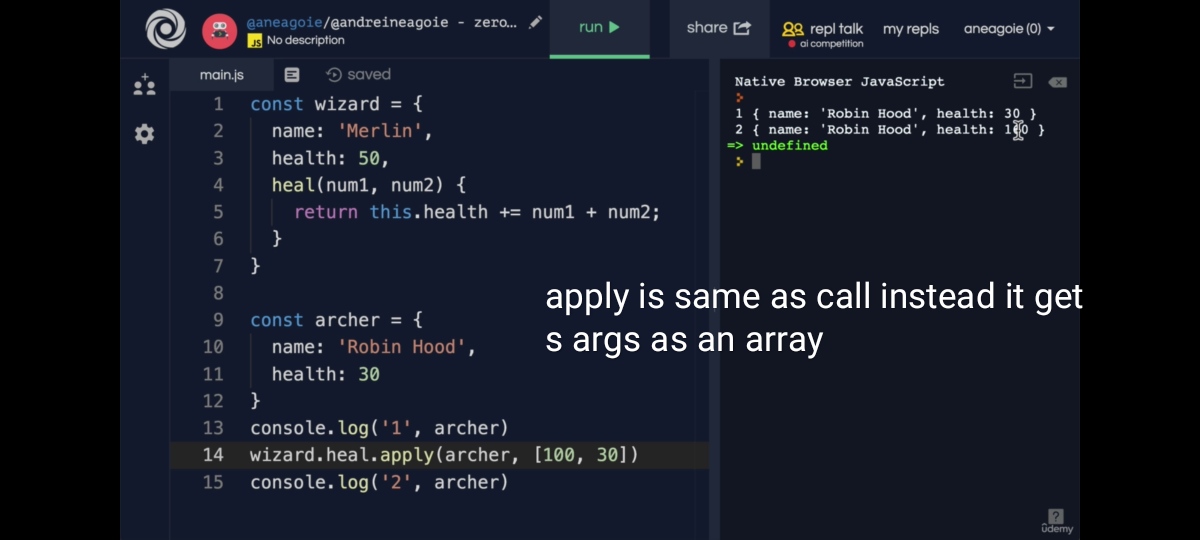 @aneagoie/@andreineagoie - zero...
JS No description
run
share
repl talk
ai competition
my repls
aneagoie (0)
main.js
saved
1 const wizard = {
2 name: 'Merlin',
3 health: 50,
4 heal(num1, num2) {
5 return this.health += num1 + num2;
6 }
7 }
8
9 const archer = {
10 name: 'Robin Hood',
11 health: 30
12 }
13 console.log('1', archer)
14 wizard.heal.apply(archer, [100, 30])
15 console.log('2', archer)
Native Browser JavaScript
1 { name: 'Robin Hood', health: 30 }
2 { name: 'Robin Hood', health: }
=> undefined
apply is same as call instead it get
s args as an array
?
ûdemy